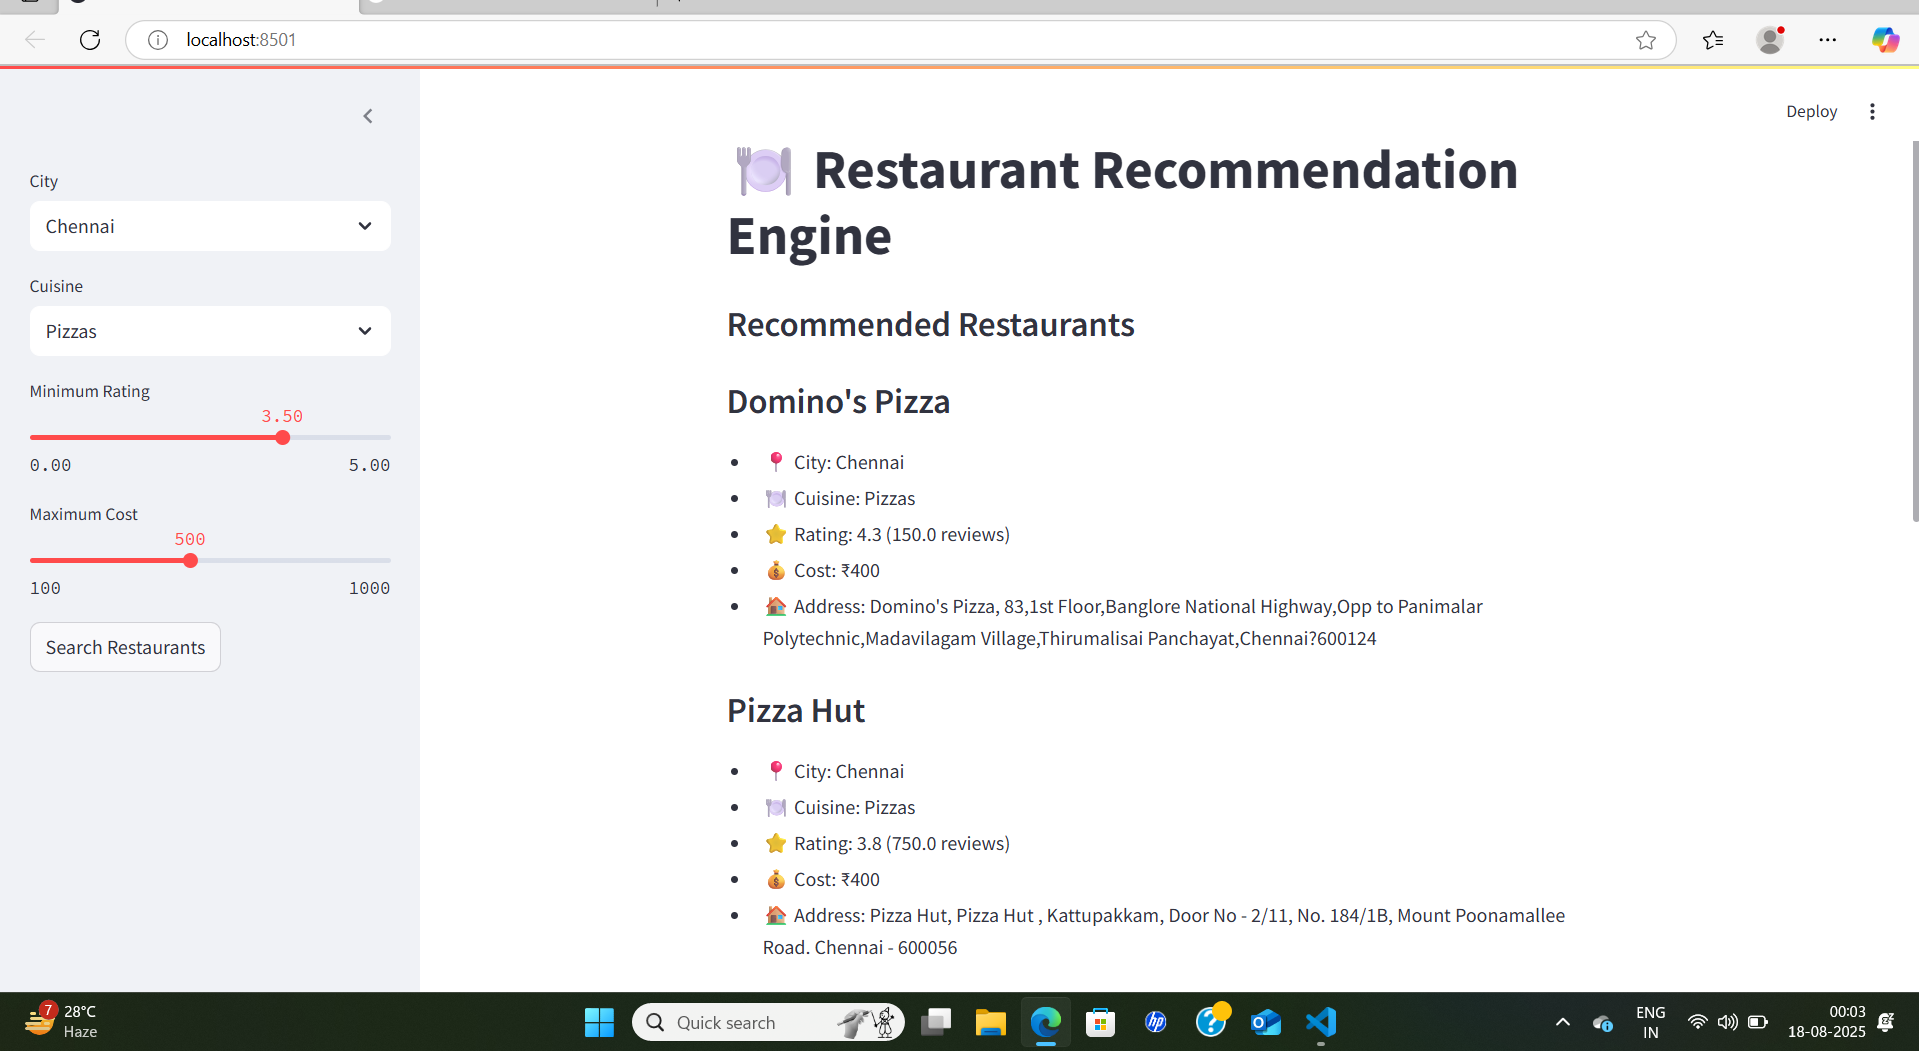 localhost:8501
Deploy
City
Chennai
Cuisine
Pizzas
Minimum Rating
3.50
0.00 5.00
Maximum Cost
500
100 1000
Search Restaurants
🍽️ Restaurant Recommendation
Engine
Recommended Restaurants
Domino's Pizza
• 📍 City: Chennai
• 🍽️ Cuisine: Pizzas
• ⭐ Rating: 4.3 (150.0 reviews)
• 💰 Cost: ₹400
• 🏠 Address: Domino's Pizza, 83,1st Floor,Banglore National Highway,Opp to Panimalar
Polytechnic,Madavilagam Village,Thirumalisai Panchayat,Chennai?600124
Pizza Hut
• 📍 City: Chennai
• 🍽️ Cuisine: Pizzas
• ⭐ Rating: 3.8 (750.0 reviews)
• 💰 Cost: ₹400
• 🏠 Address: Pizza Hut, Pizza Hut , Kattupakkam, Door No - 2/11, No. 184/1B, Mount Poonamallee
Road. Chennai - 600056
7
28°C
Haze
Quick search
hp
ENG
IN
00:03
18-08-2025